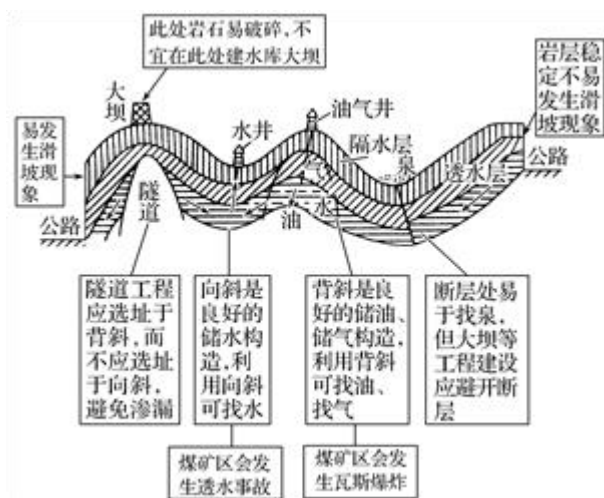 此处岩石易破碎，不
宜在此处建水库大坝
岩层稳
定不易
发生滑
坡现象
大坝
油气井
水井
隔水层
泉
易发
生滑
坡现
象
气
透水层
公路
公路
隧道
油
水
隧道工程
应选址于
背斜，而
不应选址
于向斜，
避免渗漏
向斜是
良好的
储水构
造，利
用向斜
可找水
背斜是良
好的储油、
储气构造，
利用背斜
可找油、
找气
断层处易
于找泉，
但大坝等
工程建设
应避开断
层
煤矿区会发
生透水事故
煤矿区会发
生瓦斯爆炸